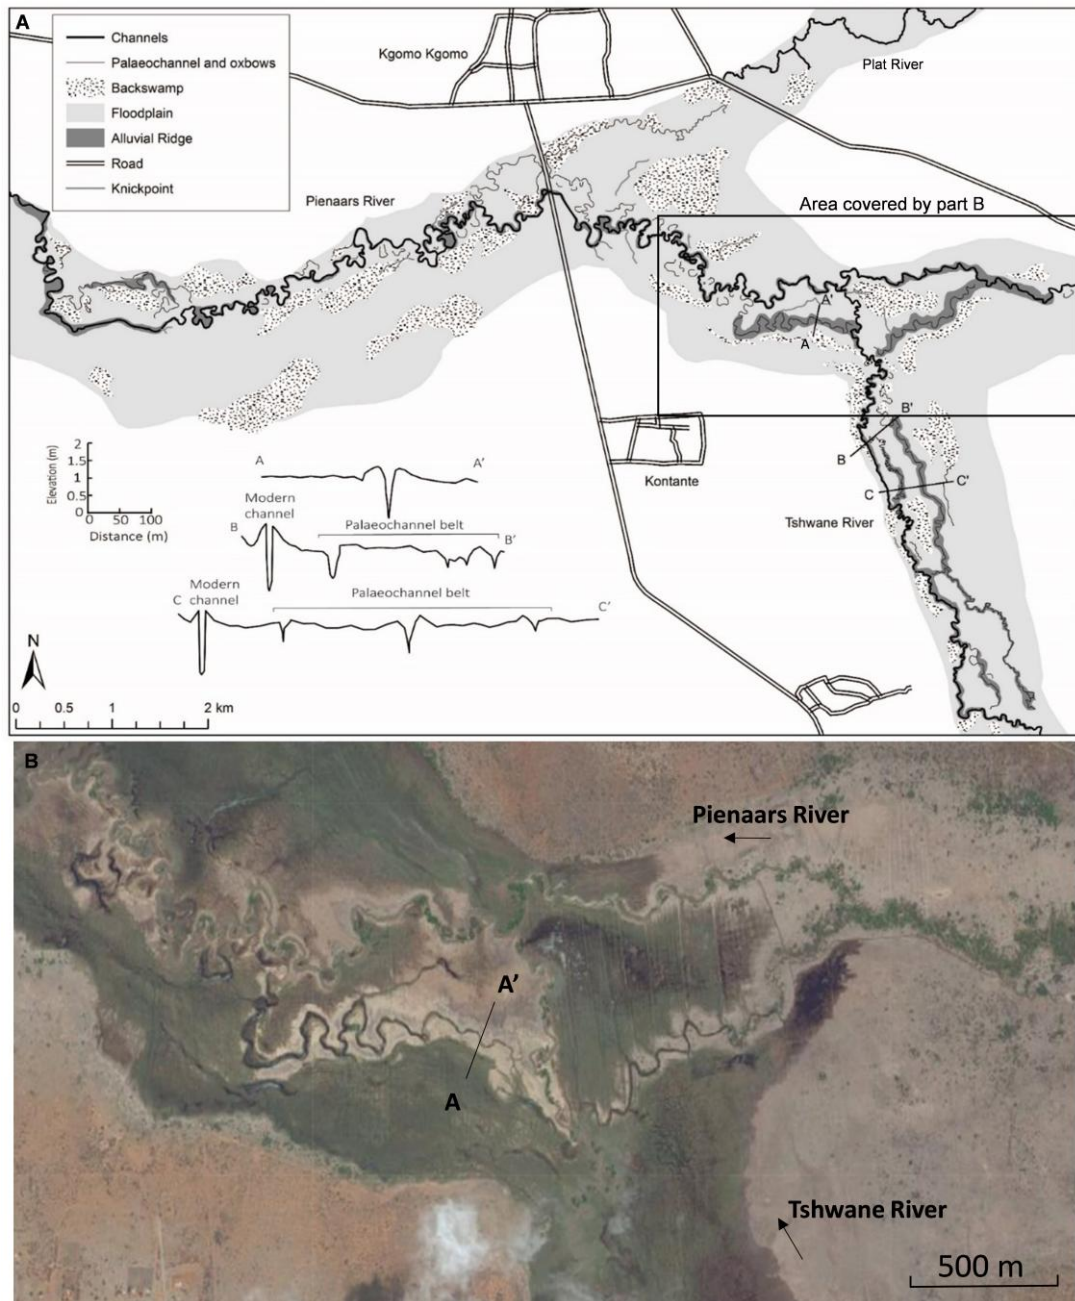 A
Channels
Palaeochannel and oxbows
Backswamp
Floodplain
Alluvial Ridge
Road
Knickpoint
Kgomo Kgomo
Plat River
Pienaars River
Area covered by part B
A'
A
B'
B
C'
C
Kontante
Tshwane River
Elevation (m)
2
1.5
1
0.5
0
0 50 100
Distance (m)
A
A'
Modern
channel
Palaeochannel belt
B
B'
Modern
channel
Palaeochannel belt
C
C'
N
0 0.5 1 2 km
B
Pienaars River
A'
A
Tshwane River
500 m